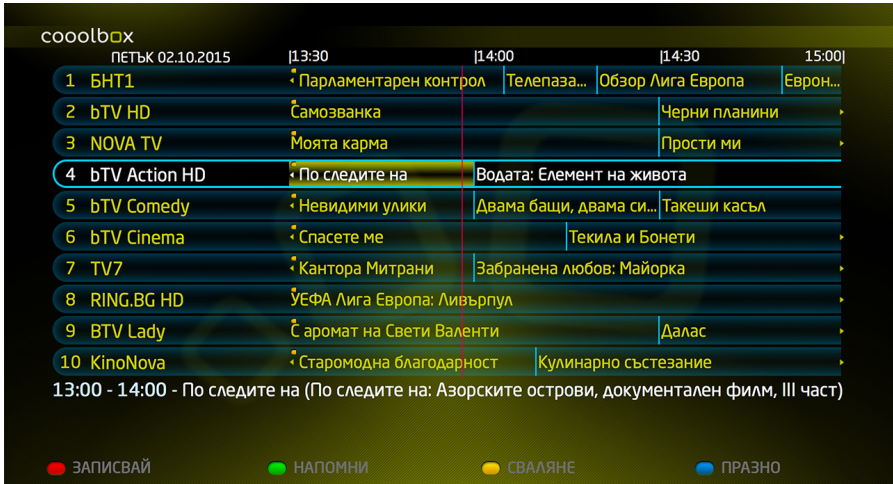 cooolbox
ПЕТЪК 02.10.2015 |13:30 |14:00 |14:30 15:00|
1 БНТ1 Парламентарен контрол Телепаза... Обзор Лига Европа Еврон...
2 bTV HD Самозванка Черни планини
3 NOVA TV Моята карма Прости ми
4 bTV Action HD По следите на Водата: Елемент на живота
5 bTV Comedy Невидими улики Двама бащи, двама си... Такеши касъл
6 bTV Cinema Спасете ме Текила и Бонети
7 TV7 Кантора Митрани Забранена любов: Майорка
8 RING.BG HD УЕФА Лига Европа: Ливърпул
9 BTV Lady С аромат на Свети Валенти Далас
10 KinoNova Старомодна благодарност Кулинарно състезание
13:00 - 14:00 - По следите на (По следите на: Азорските острови, документален филм, III част)
ЗАПИСВАЙ НАПОМНИ СВАЛЯНЕ ПРАЗНО